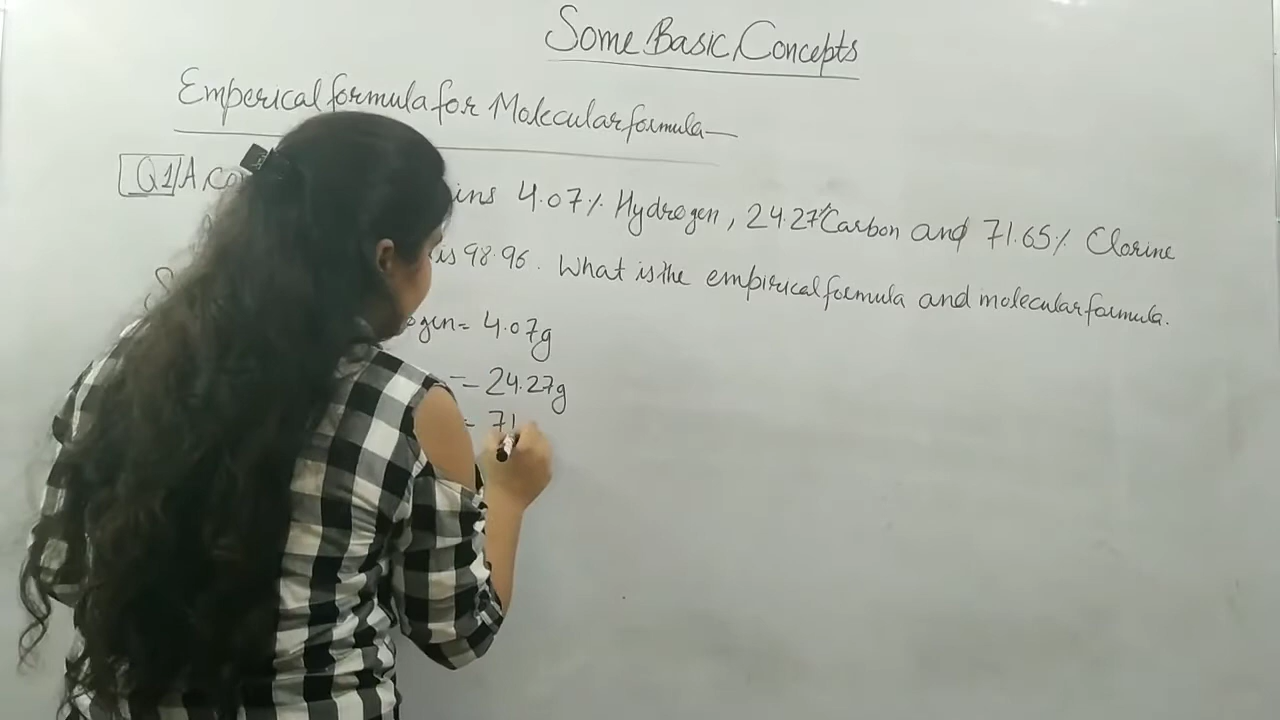 Some Basic Concepts
Emperical formula for Molecular formula—
Q1/A ins 4.07% Hydrogen, 24.27% Carbon and 71.65% Clorine
is 98.96. What is the empirical formula and molecular formula.
ogen= 4.07g
= 24.27g
= 71